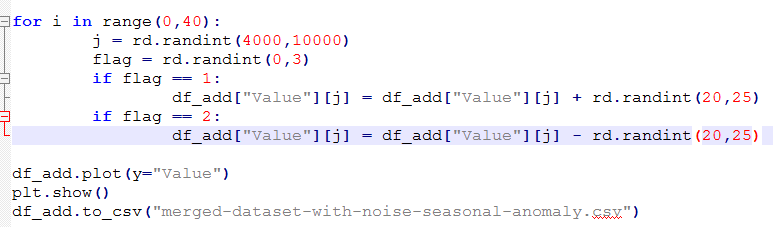 for i in range(0,40):
        j = rd.randint(4000,10000)
        flag = rd.randint(0,3)
        if flag == 1:
                df_add["Value"][j] = df_add["Value"][j] + rd.randint(20,25)
        if flag == 2:
                df_add["Value"][j] = df_add["Value"][j] - rd.randint(20,25)

df_add.plot(y="Value")
plt.show()
df_add.to_csv("merged-dataset-with-noise-seasonal-anomaly.csv")